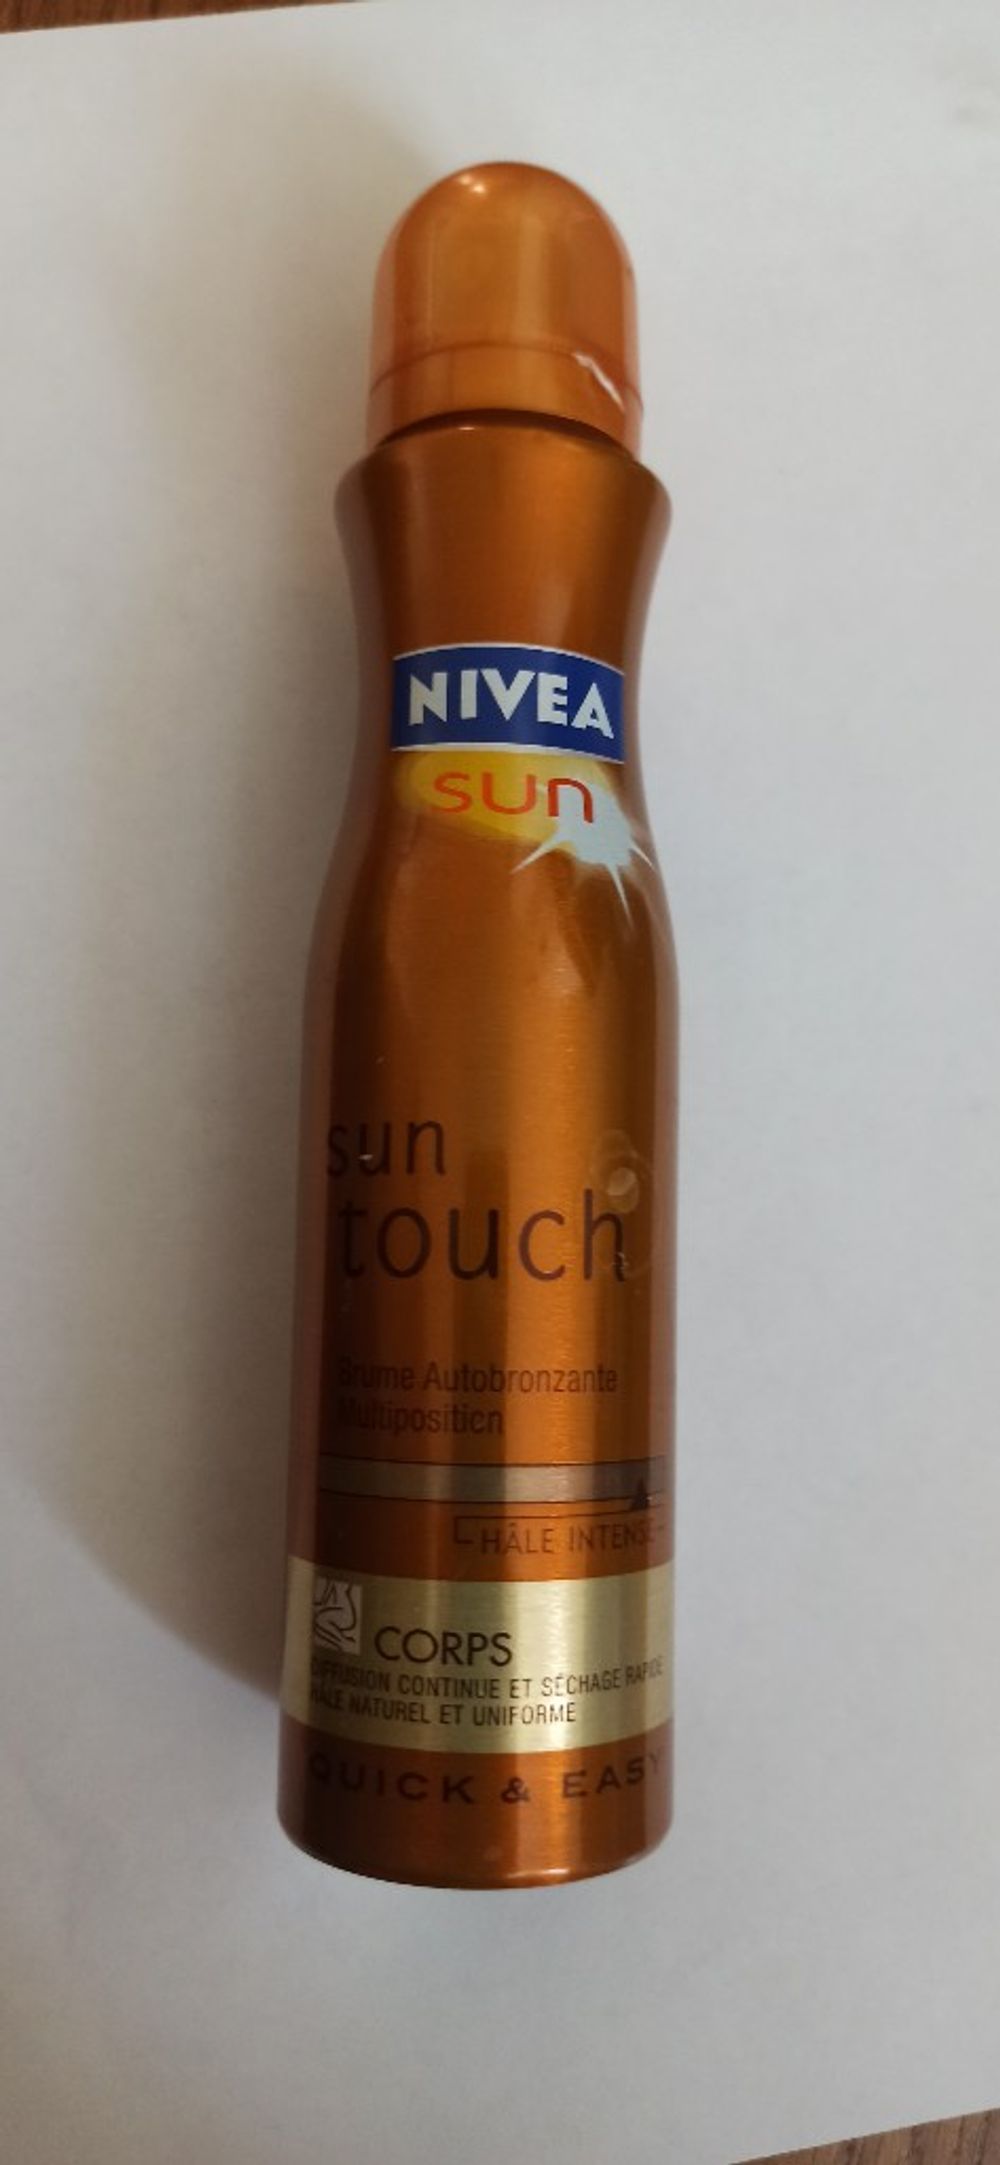 NIVEA
sun
sun
touch
Brume Autobronzante
Multiposition
HÂLE INTENSE
CORPS
DIFFUSION CONTINUE ET SÉCHAGE RAPIDE
HÂLE NATUREL ET UNIFORME
QUICK & EASY